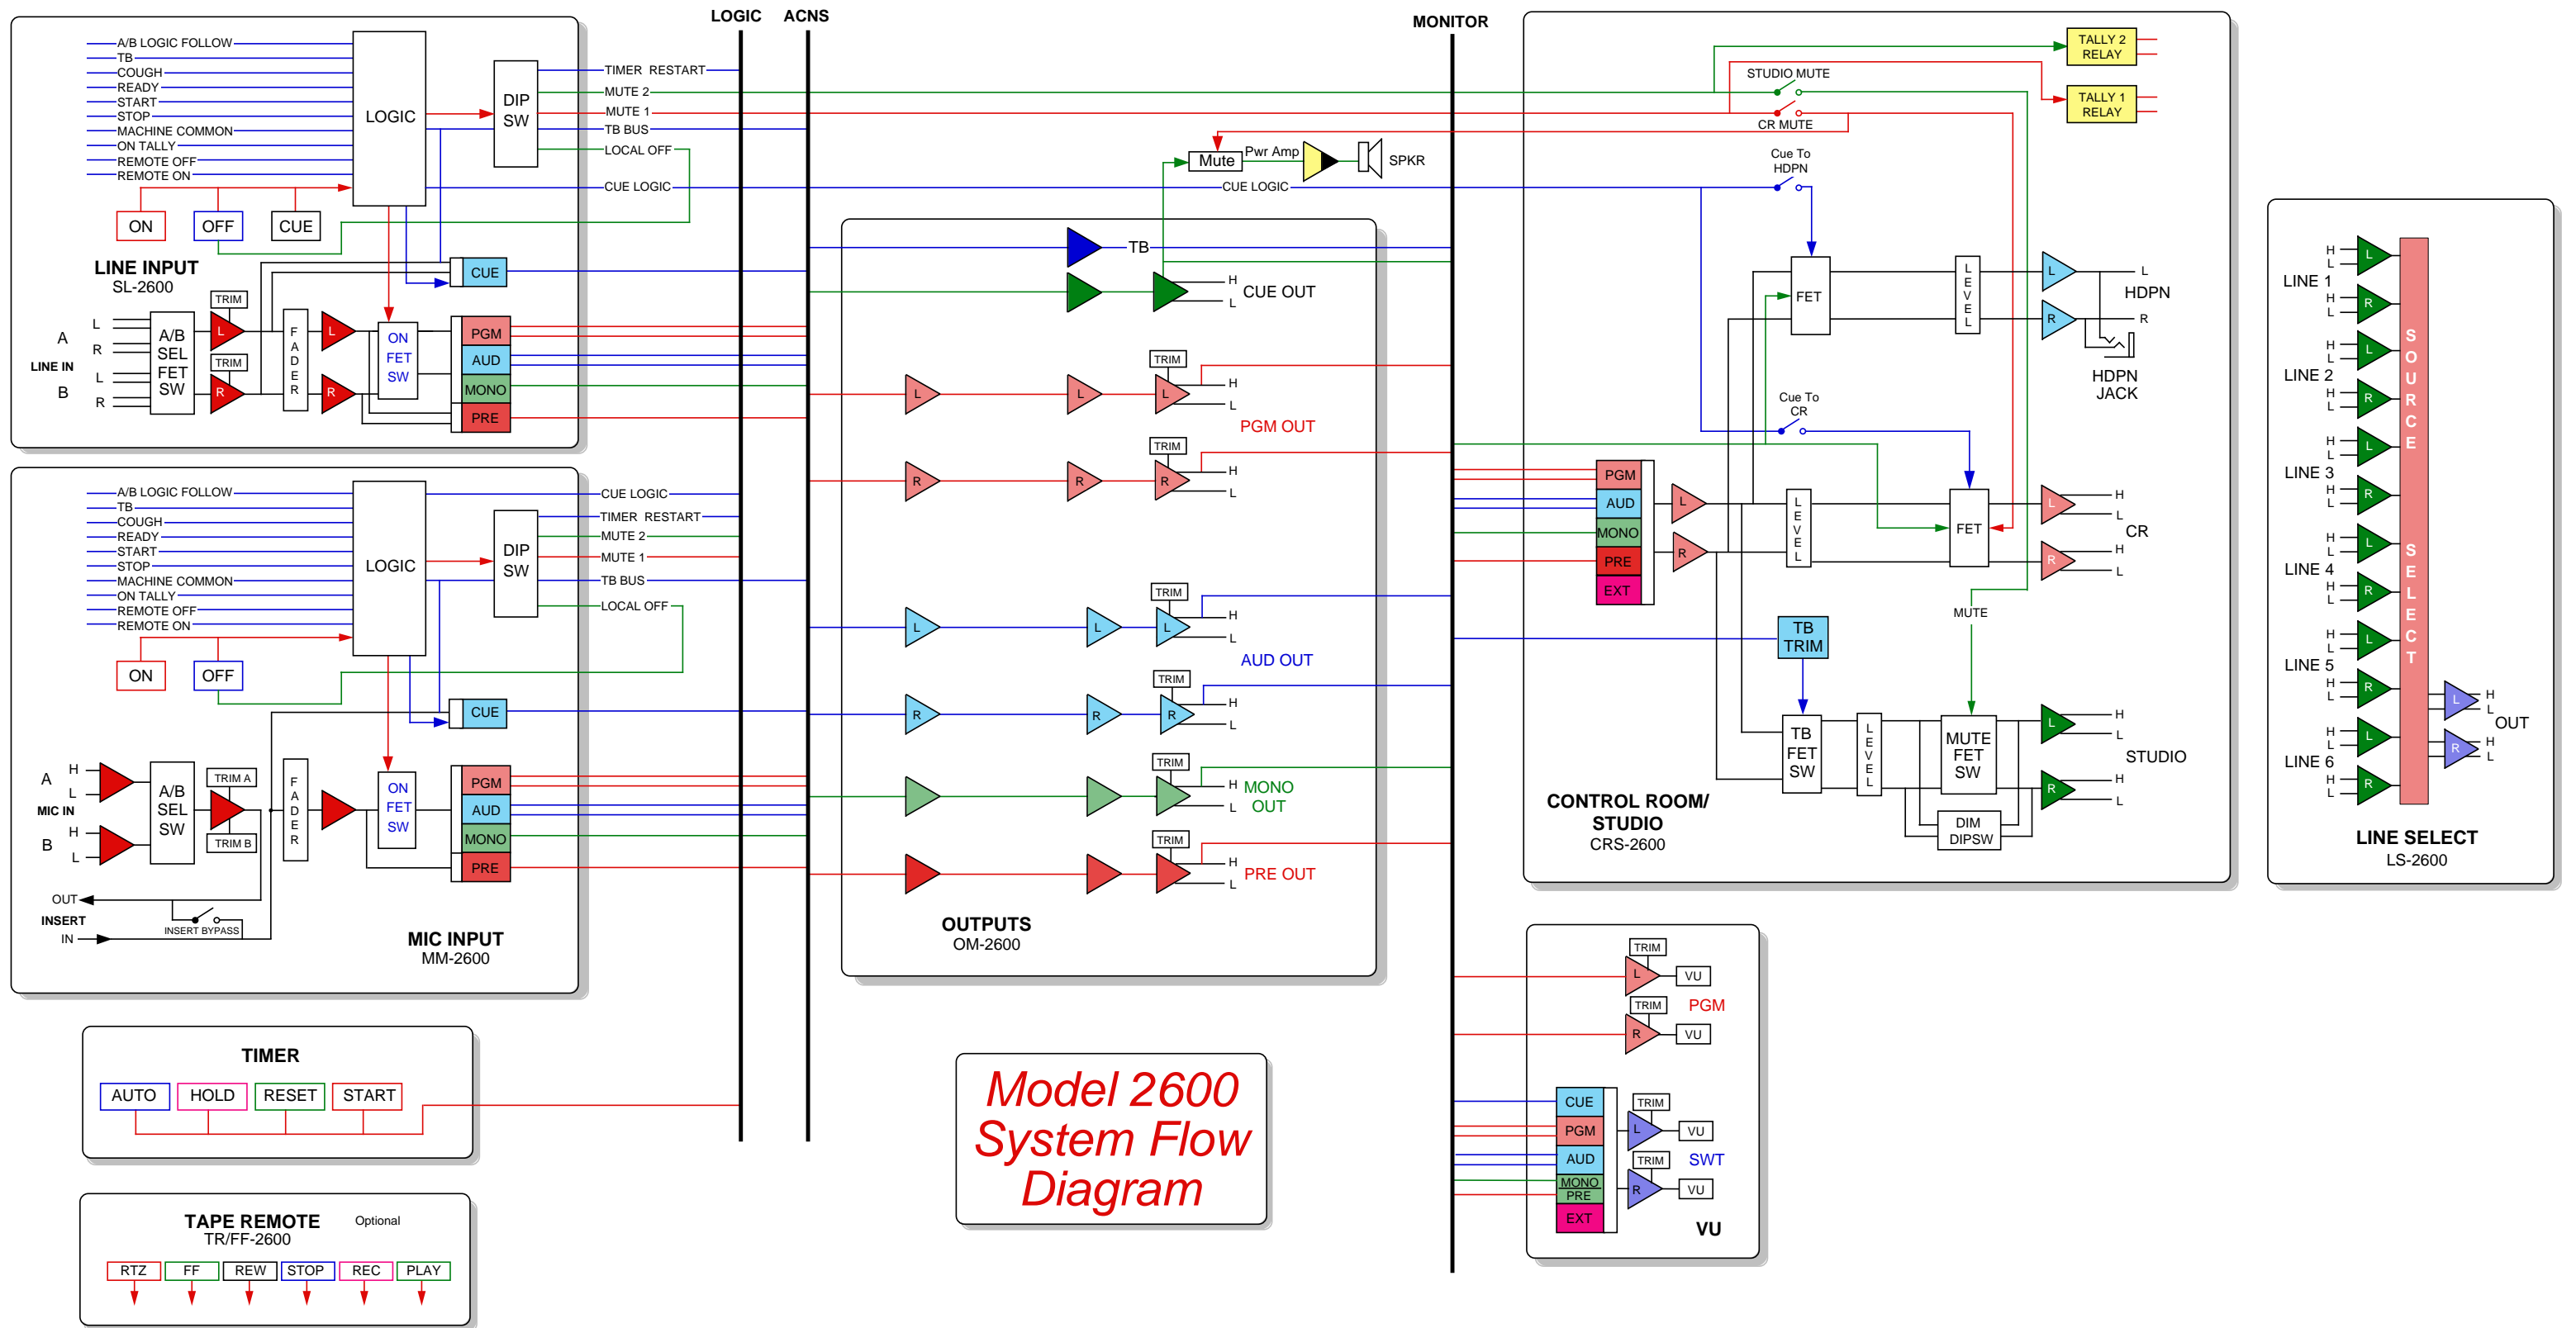 LOGIC
ACNS
MONITOR
A/B LOGIC FOLLOW
TB
COUGH
READY
START
STOP
MACHINE COMMON
ON TALLY
REMOTE OFF
REMOTE ON
LOGIC
DIP
SW
TIMER RESTART
MUTE 2
MUTE 1
TB BUS
LOCAL OFF
CUE LOGIC
ON
OFF
CUE
LINE INPUT
SL-2600
CUE
TRIM
L
TRIM
R
A
L
R
LINE IN
B
L
R
A/B
SEL
FET
SW
FADER
L
R
ON
FET
SW
PGM
AUD
MONO
PRE
A/B LOGIC FOLLOW
TB
COUGH
READY
START
STOP
MACHINE COMMON
ON TALLY
REMOTE OFF
REMOTE ON
LOGIC
DIP
SW
CUE LOGIC
TIMER RESTART
MUTE 2
MUTE 1
TB BUS
LOCAL OFF
ON
OFF
CUE
A
H
L
MIC IN
B
H
L
A/B
SEL
SW
TRIM A
TRIM B
FADER
ON
FET
SW
PGM
AUD
MONO
PRE
OUT
INSERT
IN
INSERT BYPASS
MIC INPUT
MM-2600
TIMER
AUTO
HOLD
RESET
START
TAPE REMOTE
Optional
TR/FF-2600
RTZ
FF
REW
STOP
REC
PLAY
Mute
Pwr Amp
SPKR
CUE LOGIC
TB
H
L
CUE OUT
TRIM
L
L
L
H
L
PGM OUT
TRIM
R
R
R
H
L
TRIM
L
L
L
H
L
AUD OUT
TRIM
R
R
R
H
L
TRIM
H
L
MONO
OUT
TRIM
H
L
PRE OUT
OUTPUTS
OM-2600
Model 2600
System Flow
Diagram
TALLY 2
RELAY
TALLY 1
RELAY
STUDIO MUTE
CR MUTE
Cue To
HDPN
FET
LEVEL
L
R
L
HDPN
R
HDPN
JACK
Cue To
CR
PGM
AUD
MONO
PRE
EXT
L
R
LEVEL
FET
L
R
H
L
CR
H
L
MUTE
TB
TRIM
TB
FET
SW
LEVEL
MUTE
FET
SW
DIM
DIPSW
L
R
H
L
STUDIO
H
L
CONTROL ROOM/
STUDIO
CRS-2600
TRIM
L
VU
PGM
TRIM
R
VU
CUE
PGM
AUD
MONO
PRE
EXT
TRIM
L
VU
SWT
TRIM
R
VU
VU
LINE 1
H
L
L
H
L
R
LINE 2
H
L
L
H
L
R
LINE 3
H
L
L
H
L
R
LINE 4
H
L
L
H
L
R
LINE 5
H
L
L
H
L
R
LINE 6
H
L
L
H
L
R
SOURCE SELECT
L
R
H
L
OUT
H
L
LINE SELECT
LS-2600